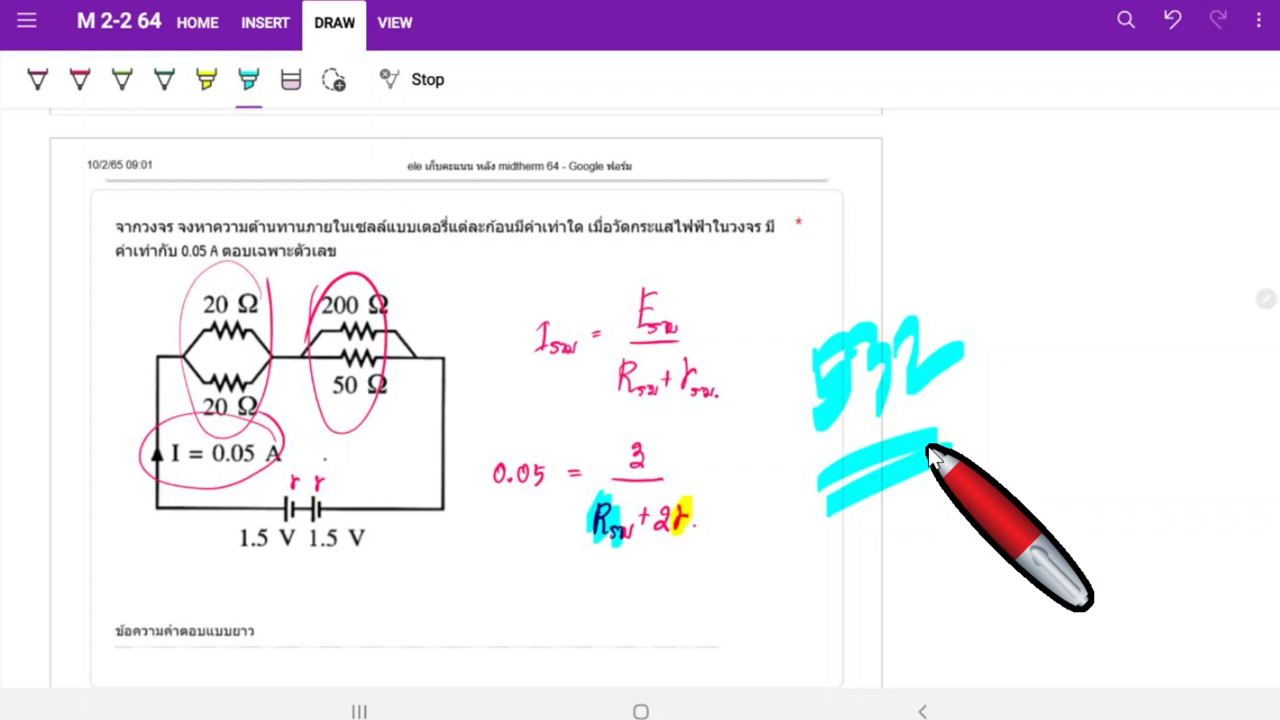 M 2-2 64 HOME INSERT DRAW VIEW
Stop
10/2/65 09:01 ele เก็บคะแนน หลัง midtherm 64 - Google ฟอร์ม
จากวงจร จงหาความต้านทานภายในเซลล์แบบเตอรี่แต่ละก้อนมีค่าเท่าใด เมื่อวัดกระแสไฟฟ้าในวงจร มี *
ค่าเท่ากับ 0.05 A ตอบเฉพาะตัวเลข
20 Ω 200 Ω
20 Ω 50 Ω
I = 0.05 A
r r
1.5 V 1.5 V
Iรวม = Eรวม
Rรวม + rรวม.
0.05 = 3
Rรวม + 2r.
ข้อความคำตอบแบบยาว